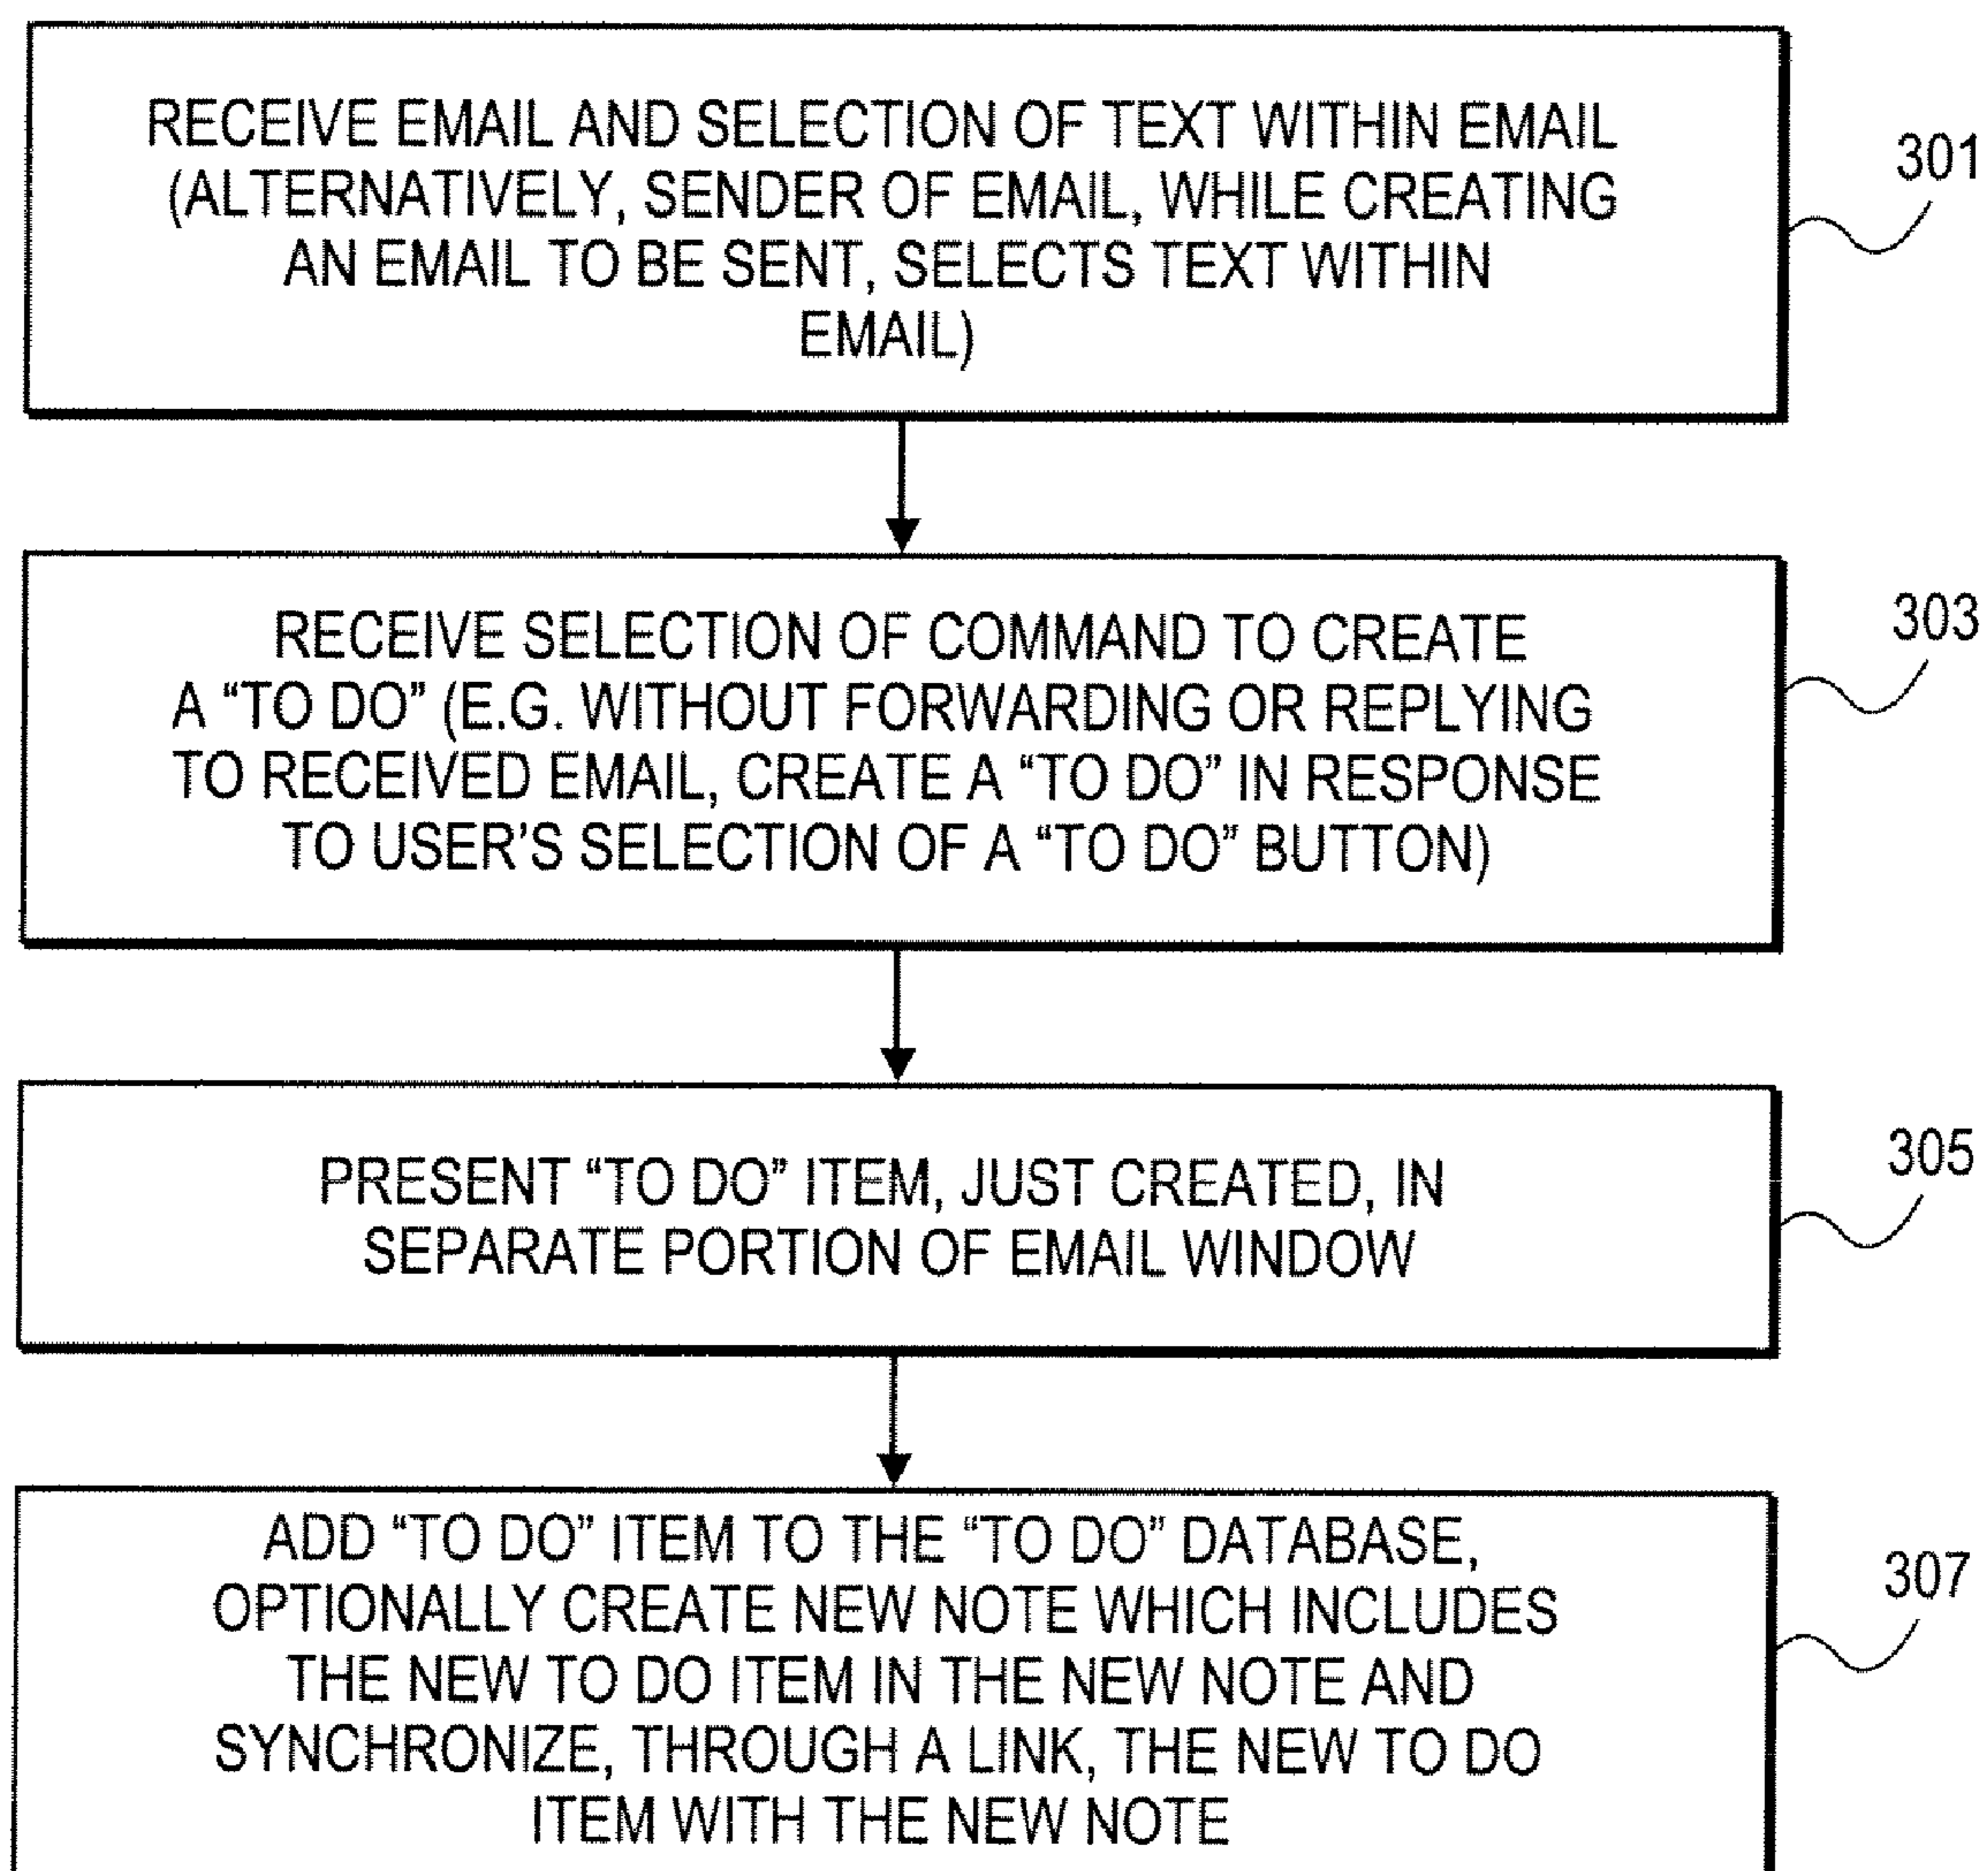 RECEIVE EMAIL AND SELECTION OF TEXT WITHIN EMAIL
(ALTERNATIVELY, SENDER OF EMAIL, WHILE CREATING
AN EMAIL TO BE SENT, SELECTS TEXT WITHIN
EMAIL)
301
RECEIVE SELECTION OF COMMAND TO CREATE
A “TO DO” (E.G. WITHOUT FORWARDING OR REPLYING
TO RECEIVED EMAIL, CREATE A “TO DO” IN RESPONSE
TO USER’S SELECTION OF A “TO DO” BUTTON)
303
PRESENT “TO DO” ITEM, JUST CREATED, IN
SEPARATE PORTION OF EMAIL WINDOW
305
ADD “TO DO” ITEM TO THE “TO DO” DATABASE,
OPTIONALLY CREATE NEW NOTE WHICH INCLUDES
THE NEW TO DO ITEM IN THE NEW NOTE AND
SYNCHRONIZE, THROUGH A LINK, THE NEW TO DO
ITEM WITH THE NEW NOTE
307